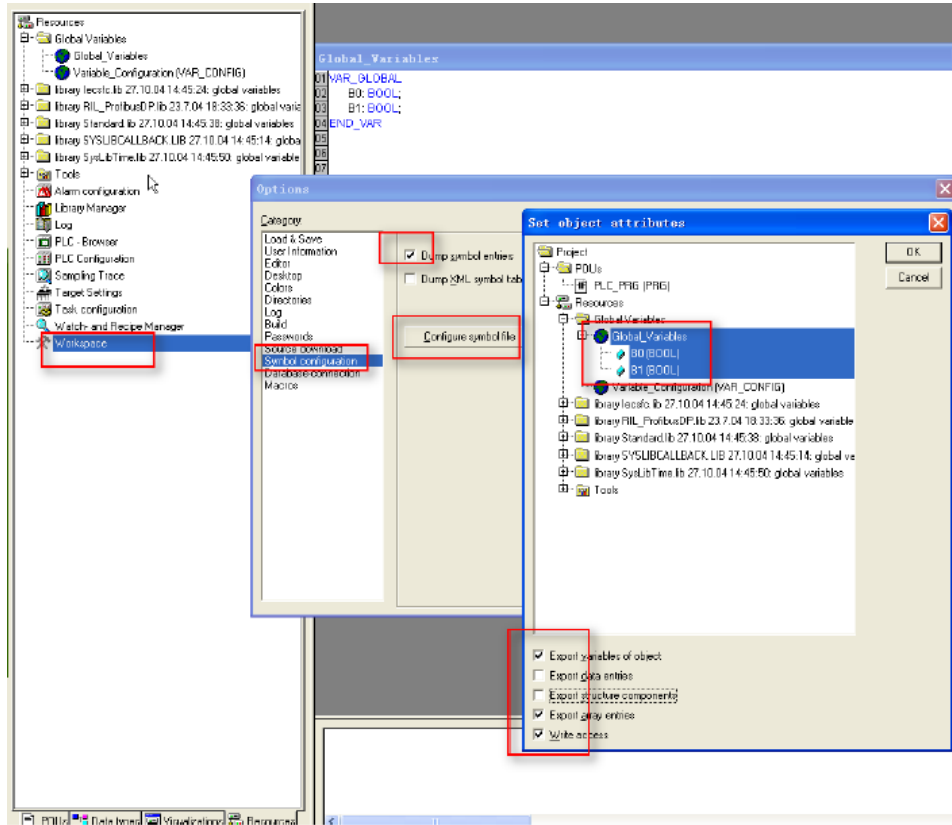 Resources
Global Variables
Global_Variables
Variable_Configuration (VAR_CONFIG)
library Iecsfc.lib 27.10.04 14:45:24: global variables
library RIL_ProfibusDP.lib 23.7.04 18:33:36: global varia
library Standard.lib 27.10.04 14:45:38: global variables
library SYSLIBCALLBACK.LIB 27.10.04 14:45:14: globa
library SysLibTime.lib 27.10.04 14:45:50: global variable
Tools
Alarm configuration
Library Manager
Log
PLC - Browser
PLC Configuration
Sampling Trace
Target Settings
Task configuration
Watch- and Recipe Manager
Workspace
POUs
Data types
Visualizations
Resources
Global_Variables
01 VAR_GLOBAL
02 B0: BOOL;
03 B1: BOOL;
04 END_VAR
05
06
07
Options
Category
Load & Save
User Information
Editor
Desktop
Colors
Directories
Log
Build
Passwords
Source download
Symbol configuration
Database-connection
Macros
Dump symbol entries
Dump XML symbol tab
Configure symbol file
Set object attributes
Project
POUs
PLC_PRG (PRG)
Resources
Global Variables
Global_Variables
B0 (BOOL)
B1 (BOOL)
Variable_Configuration (VAR_CONFIG)
library Iecsfc.lib 27.10.04 14:45:24: global variables
library RIL_ProfibusDP.lib 23.7.04 18:33:36: global variable
library Standard.lib 27.10.04 14:45:38: global variables
library SYSLIBCALLBACK.LIB 27.10.04 14:45:14: global va
library SysLibTime.lib 27.10.04 14:45:50: global variables
Tools
OK
Cancel
Export variables of object
Export data entries
Export structure components
Export array entries
Write access